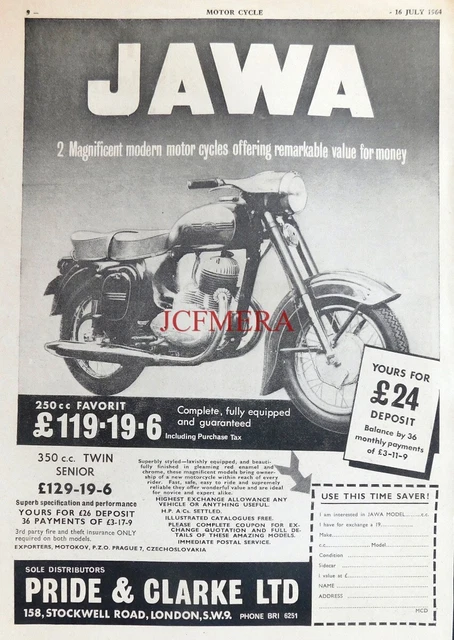 9 –
MOTOR CYCLE
- 16 JULY 1964
JAWA
2 Magnificent modern motor cycles offering remarkable value for money
JCFMERA
YOURS FOR
£24
DEPOSIT
Balance by 36
monthly payments
of £3-11-9
250cc FAVORIT
£119·19·6
Including Purchase Tax
Complete, fully equipped
and guaranteed
350 c.c. TWIN
SENIOR
£129-19-6
Superb specification and performance
YOURS FOR £26 DEPOSIT
36 PAYMENTS OF £3-17-9
3rd party fire and theft insurance ONLY
required on both models.
EXPORTERS, MOTOKOV, P.Z.O. PRAGUE 7, CZECHOSLOVAKIA
Superbly styled—lavishly equipped, and beauti-
fully finished in gleaming red enamel and
chrome, these magnificent models bring owner-
ship of a new motorcycle within reach of every
rider. Fast, safe, easy to ride and supremely
reliable they offer wonderful value and are ideal
for novice and expert alike.
HIGHEST EXCHANGE ALLOWANCE ANY
VEHICLE OR ANYTHING USEFUL.
H.P. A/Cs. SETTLED.
ILLUSTRATED CATALOGUES FREE.
PLEASE COMPLETE COUPON FOR EX-
CHANGE QUOTATION AND FULL DE-
TAILS OF THESE AMAZING MODELS.
IMMEDIATE POSTAL SERVICE.
USE THIS TIME SAVER!
I am interested in JAWA MODEL ........ c.c.
I have for exchange a 19........
Make........
c.c........ Model........
Condition ........
Sidecar ........
I value at £........
NAME ........
ADDRESS ........
MCD
SOLE DISTRIBUTORS
PRIDE & CLARKE LTD
158, STOCKWELL ROAD, LONDON, S.W.9. PHONE BRI 6251